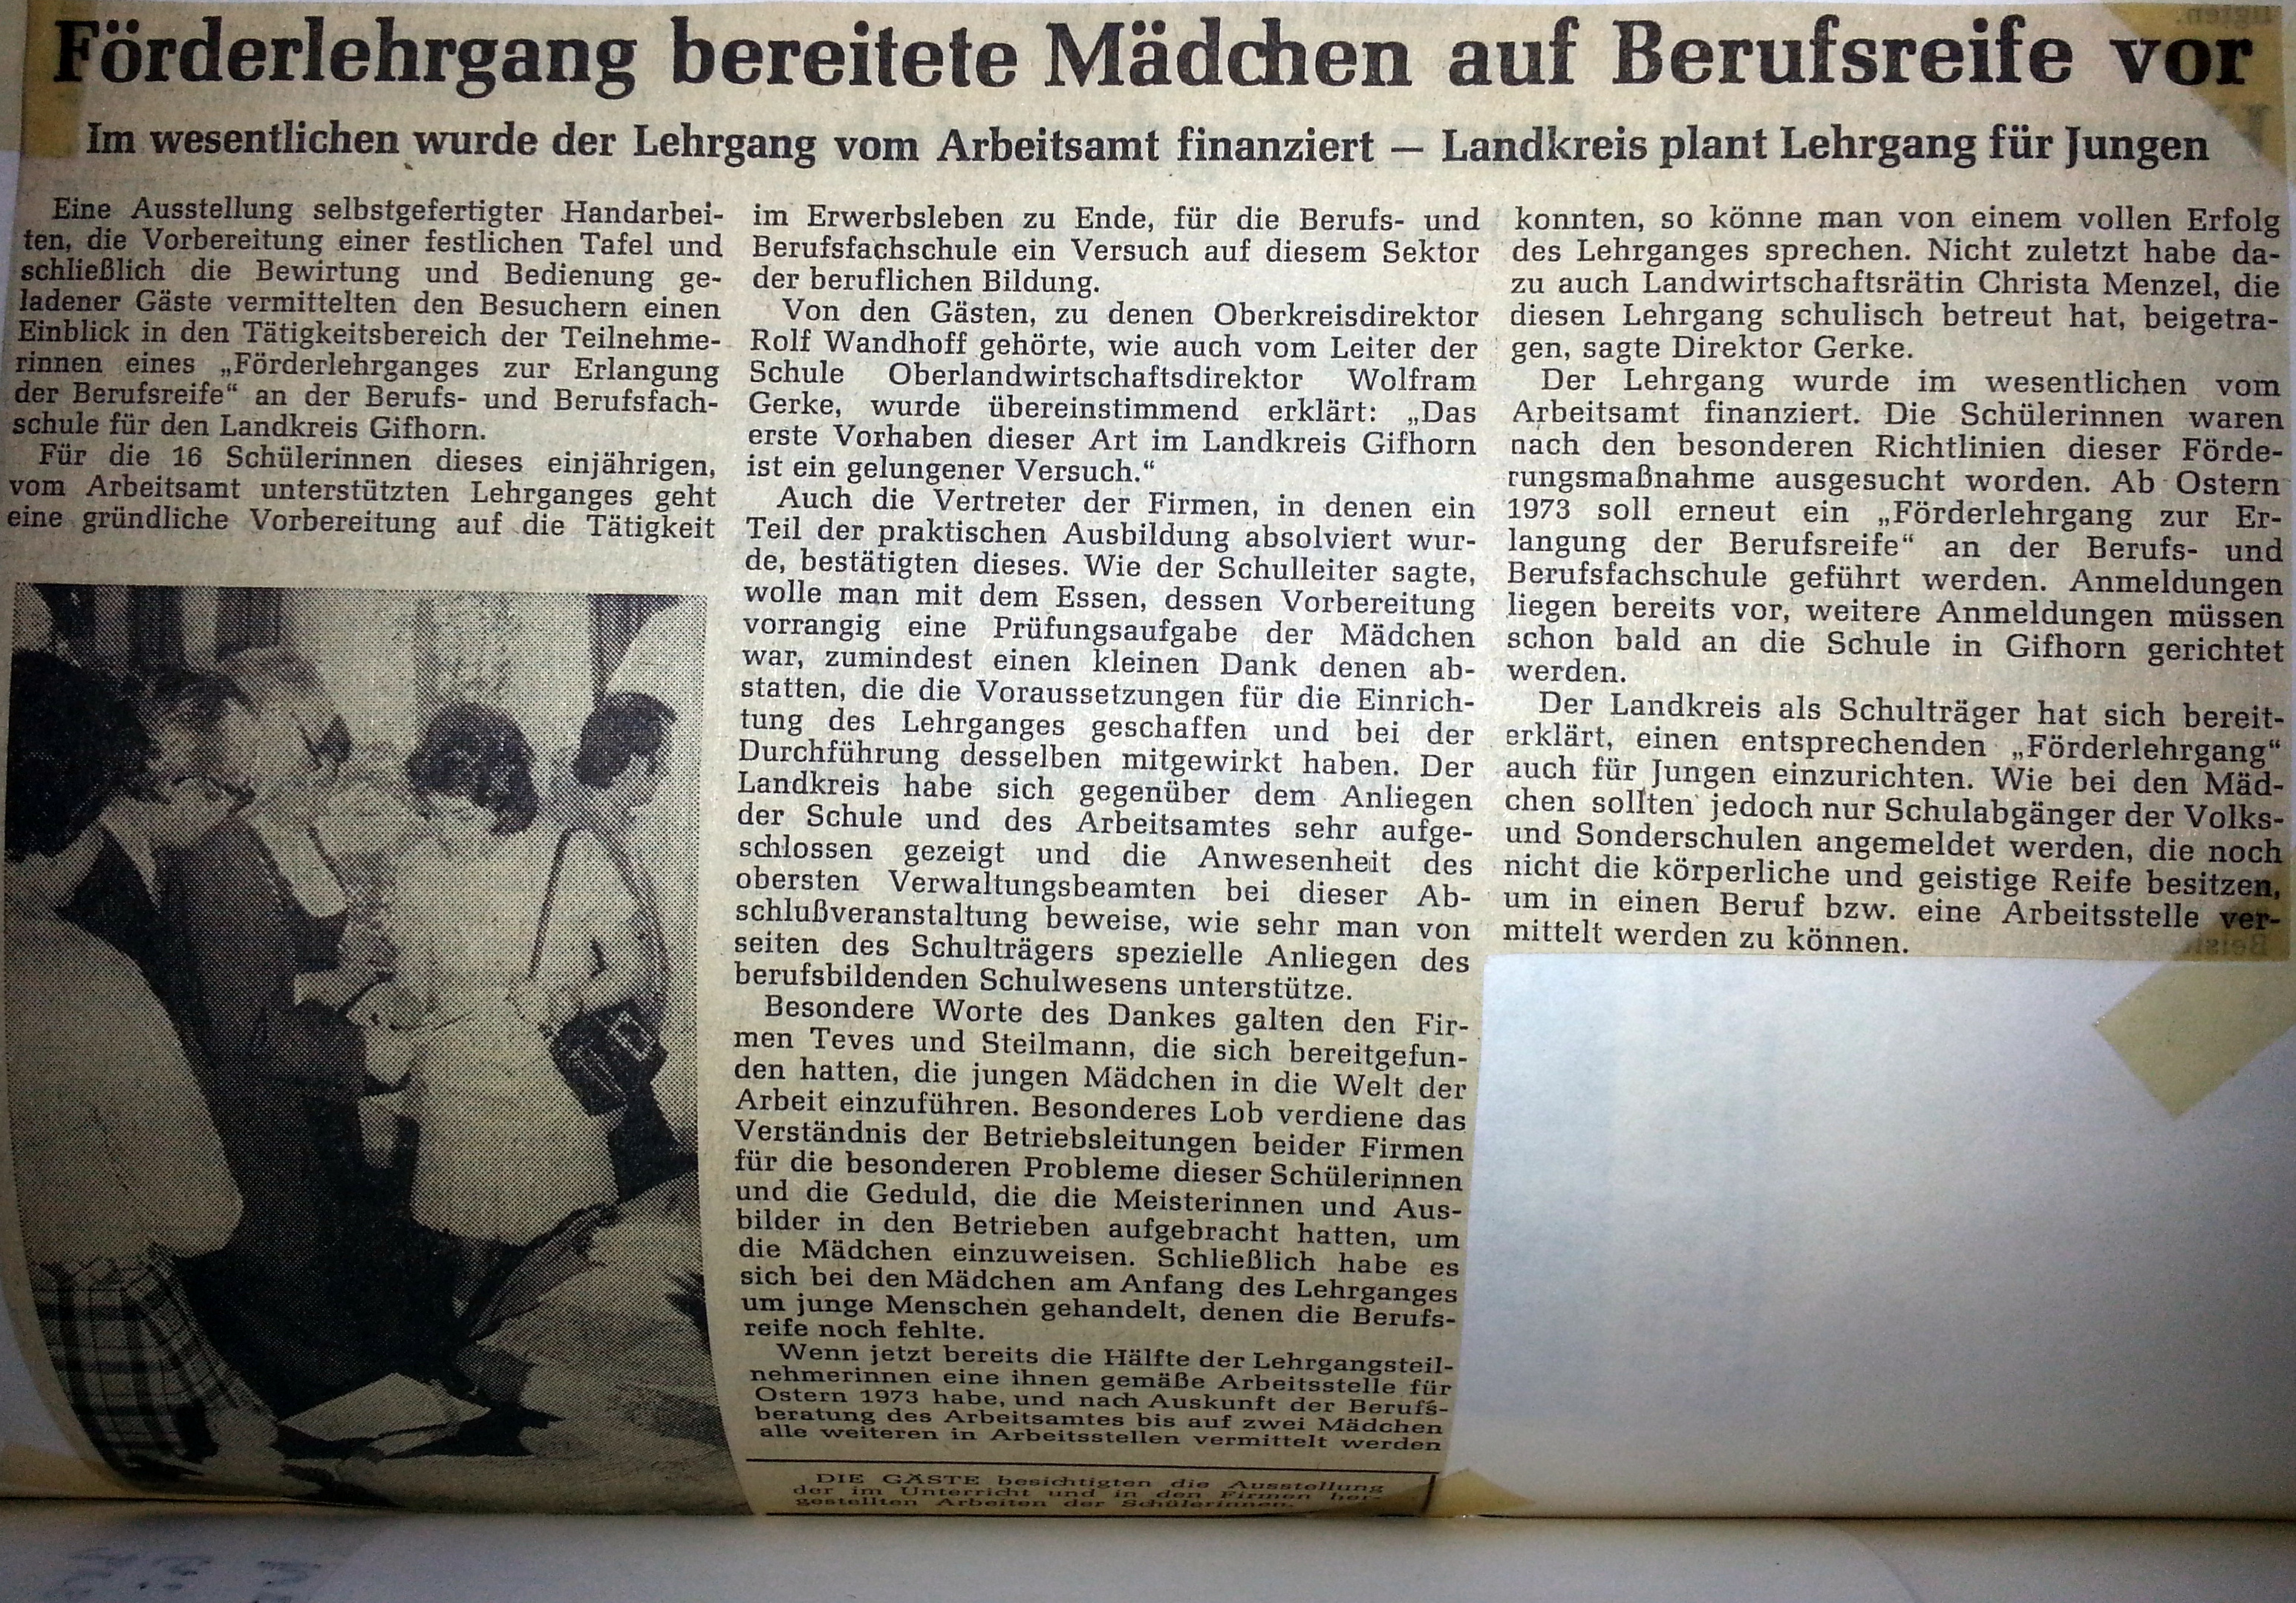 Förderlehrgang bereitete Mädchen auf Berufsreife vor
Im wesentlichen wurde der Lehrgang vom Arbeitsamt finanziert — Landkreis plant Lehrgang für Jungen
Eine Ausstellung selbstgefertigter Handarbei-
ten, die Vorbereitung einer festlichen Tafel und
schließlich die Bewirtung und Bedienung ge-
ladener Gäste vermittelten den Besuchern einen
Einblick in den Tätigkeitsbereich der Teilnehme-
rinnen eines „Förderlehrganges zur Erlangung
der Berufsreife“ an der Berufs- und Berufsfach-
schule für den Landkreis Gifhorn.
Für die 16 Schülerinnen dieses einjährigen,
vom Arbeitsamt unterstützten Lehrganges geht
eine gründliche Vorbereitung auf die Tätigkeit
im Erwerbsleben zu Ende, für die Berufs- und
Berufsfachschule ein Versuch auf diesem Sektor
der beruflichen Bildung.
Von den Gästen, zu denen Oberkreisdirektor
Rolf Wandhoff gehörte, wie auch vom Leiter der
Schule Oberlandwirtschaftsdirektor Wolfram
Gerke, wurde übereinstimmend erklärt: „Das
erste Vorhaben dieser Art im Landkreis Gifhorn
ist ein gelungener Versuch.“
Auch die Vertreter der Firmen, in denen ein
Teil der praktischen Ausbildung absolviert wur-
de, bestätigten dieses. Wie der Schulleiter sagte,
wolle man mit dem Essen, dessen Vorbereitung
vorrangig eine Prüfungsaufgabe der Mädchen
war, zumindest einen kleinen Dank denen ab-
statten, die die Voraussetzungen für die Einrich-
tung des Lehrganges geschaffen und bei der
Durchführung desselben mitgewirkt haben. Der
Landkreis habe sich gegenüber dem Anliegen
der Schule und des Arbeitsamtes sehr aufge-
schlossen gezeigt und die Anwesenheit des
obersten Verwaltungsbeamten bei dieser Ab-
schlußveranstaltung beweise, wie sehr man von
seiten des Schulträgers spezielle Anliegen des
berufsbildenden Schulwesens unterstütze.
Besondere Worte des Dankes galten den Fir-
men Teves und Steilmann, die sich bereitgefun-
den hatten, die jungen Mädchen in die Welt der
Arbeit einzuführen. Besonderes Lob verdiene das
Verständnis der Betriebsleitungen beider Firmen
für die besonderen Probleme dieser Schülerinnen
und die Geduld, die die Meisterinnen und Aus-
bilder in den Betrieben aufgebracht hatten, um
die Mädchen einzuweisen. Schließlich habe es
sich bei den Mädchen am Anfang des Lehrganges
um junge Menschen gehandelt, denen die Berufs-
reife noch fehlte.
Wenn jetzt bereits die Hälfte der Lehrgangsteil-
nehmerinnen eine ihnen gemäße Arbeitsstelle für
Ostern 1973 habe, und nach Auskunft der Berufs-
beratung des Arbeitsamtes bis auf zwei Mädchen
alle weiteren in Arbeitsstellen vermittelt werden
konnten, so könne man von einem vollen Erfolg
des Lehrganges sprechen. Nicht zuletzt habe da-
zu auch Landwirtschaftsrätin Christa Menzel, die
diesen Lehrgang schulisch betreut hat, beigetra-
gen, sagte Direktor Gerke.
Der Lehrgang wurde im wesentlichen vom
Arbeitsamt finanziert. Die Schülerinnen waren
nach den besonderen Richtlinien dieser Förde-
rungsmaßnahme ausgesucht worden. Ab Ostern
1973 soll erneut ein „Förderlehrgang zur Er-
langung der Berufsreife“ an der Berufs- und
Berufsfachschule geführt werden. Anmeldungen
liegen bereits vor, weitere Anmeldungen müssen
schon bald an die Schule in Gifhorn gerichtet
werden.
Der Landkreis als Schulträger hat sich bereit-
erklärt, einen entsprechenden „Förderlehrgang“
auch für Jungen einzurichten. Wie bei den Mäd-
chen sollten jedoch nur Schulabgänger der Volks-
und Sonderschulen angemeldet werden, die noch
nicht die körperliche und geistige Reife besitzen,
um in einen Beruf bzw. eine Arbeitsstelle ver-
mittelt werden zu können.
DIE GÄSTE besichtigten die Ausstellung
der im Unterricht und in den Firmen her-
gestellten Arbeiten der Schülerinnen.